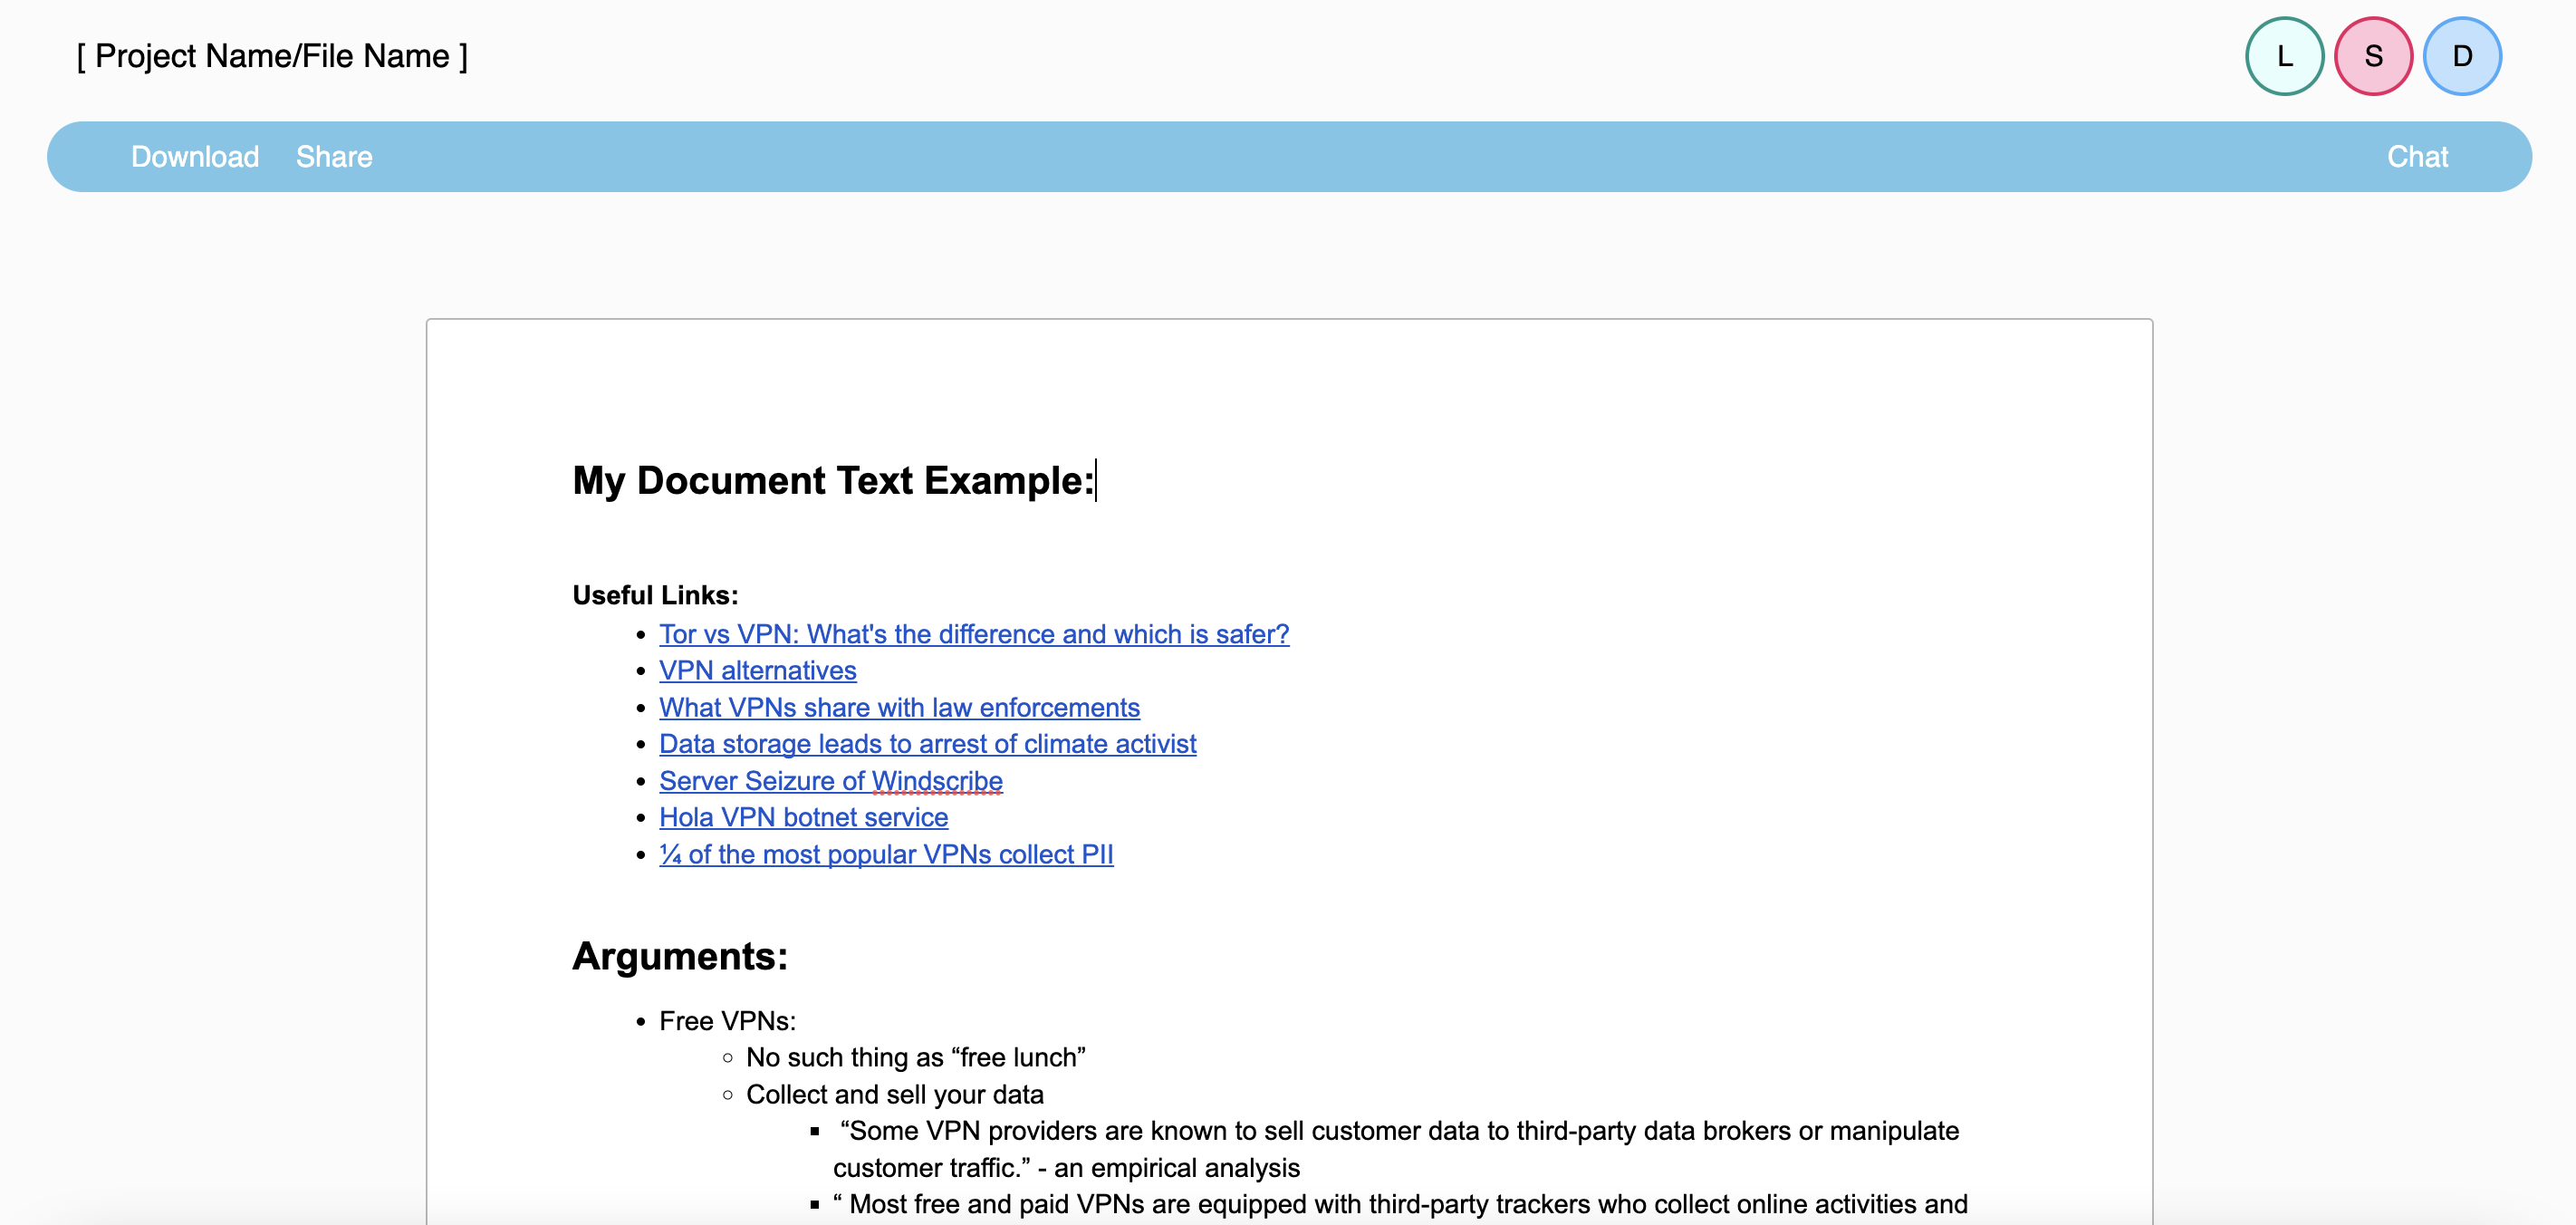 [ Project Name/File Name ]
L S D
Download Share Chat
My Document Text Example:
Useful Links:
• Tor vs VPN: What's the difference and which is safer?
• VPN alternatives
• What VPNs share with law enforcements
• Data storage leads to arrest of climate activist
• Server Seizure of Windscribe
• Hola VPN botnet service
• ¼ of the most popular VPNs collect PII
Arguments:
• Free VPNs:
○ No such thing as “free lunch”
○ Collect and sell your data
▪ “Some VPN providers are known to sell customer data to third-party data brokers or manipulate
customer traffic.” - an empirical analysis
▪ “ Most free and paid VPNs are equipped with third-party trackers who collect online activities and